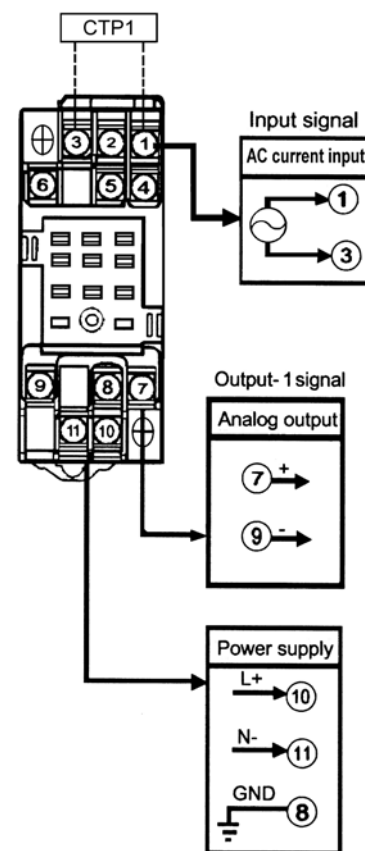 CTP1
3 2 1
6 5 4
9 8 7
11 10
Input signal
AC current input
1
3
Output- 1 signal
Analog output
7 +
9 -
Power supply
L+ 10
N- 11
GND 8